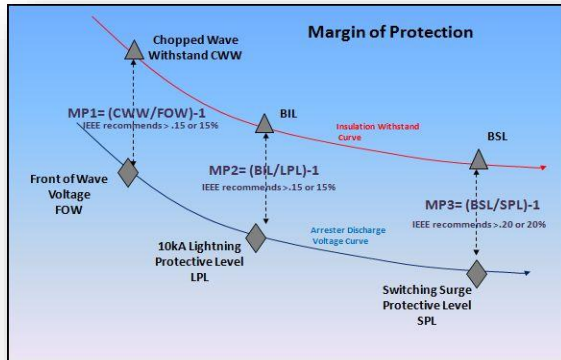 Margin of Protection
Chopped Wave
Withstand CWW
MP1= (CWW/FOW)-1
IEEE recommends > .15 or 15%
BIL
Insulation Withstand
Curve
BSL
Front of Wave
Voltage
FOW
MP2= (BIL/LPL)-1
IEEE recommends > .15 or 15%
MP3= (BSL/SPL)-1
IEEE recommends >.20 or 20%
10kA Lightning
Protective Level
LPL
Arrester Discharge
Voltage Curve
Switching Surge
Protective Level
SPL